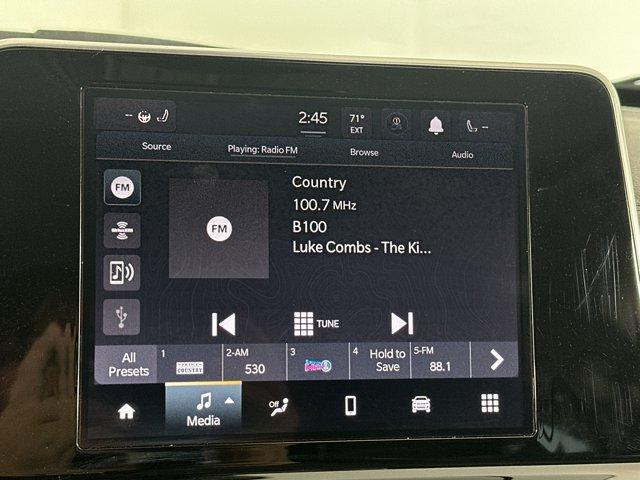 --
2:45
71°
EXT
--
Source
Playing: Radio FM
Browse
Audio
FM
SiriusXM
FM
Country
100.7 MHz
B100
Luke Combs - The Ki...
TUNE
All
Presets
1
COUNTRY
2-AM
530
3
4
Hold to
Save
5-FM
88.1
Off
Media